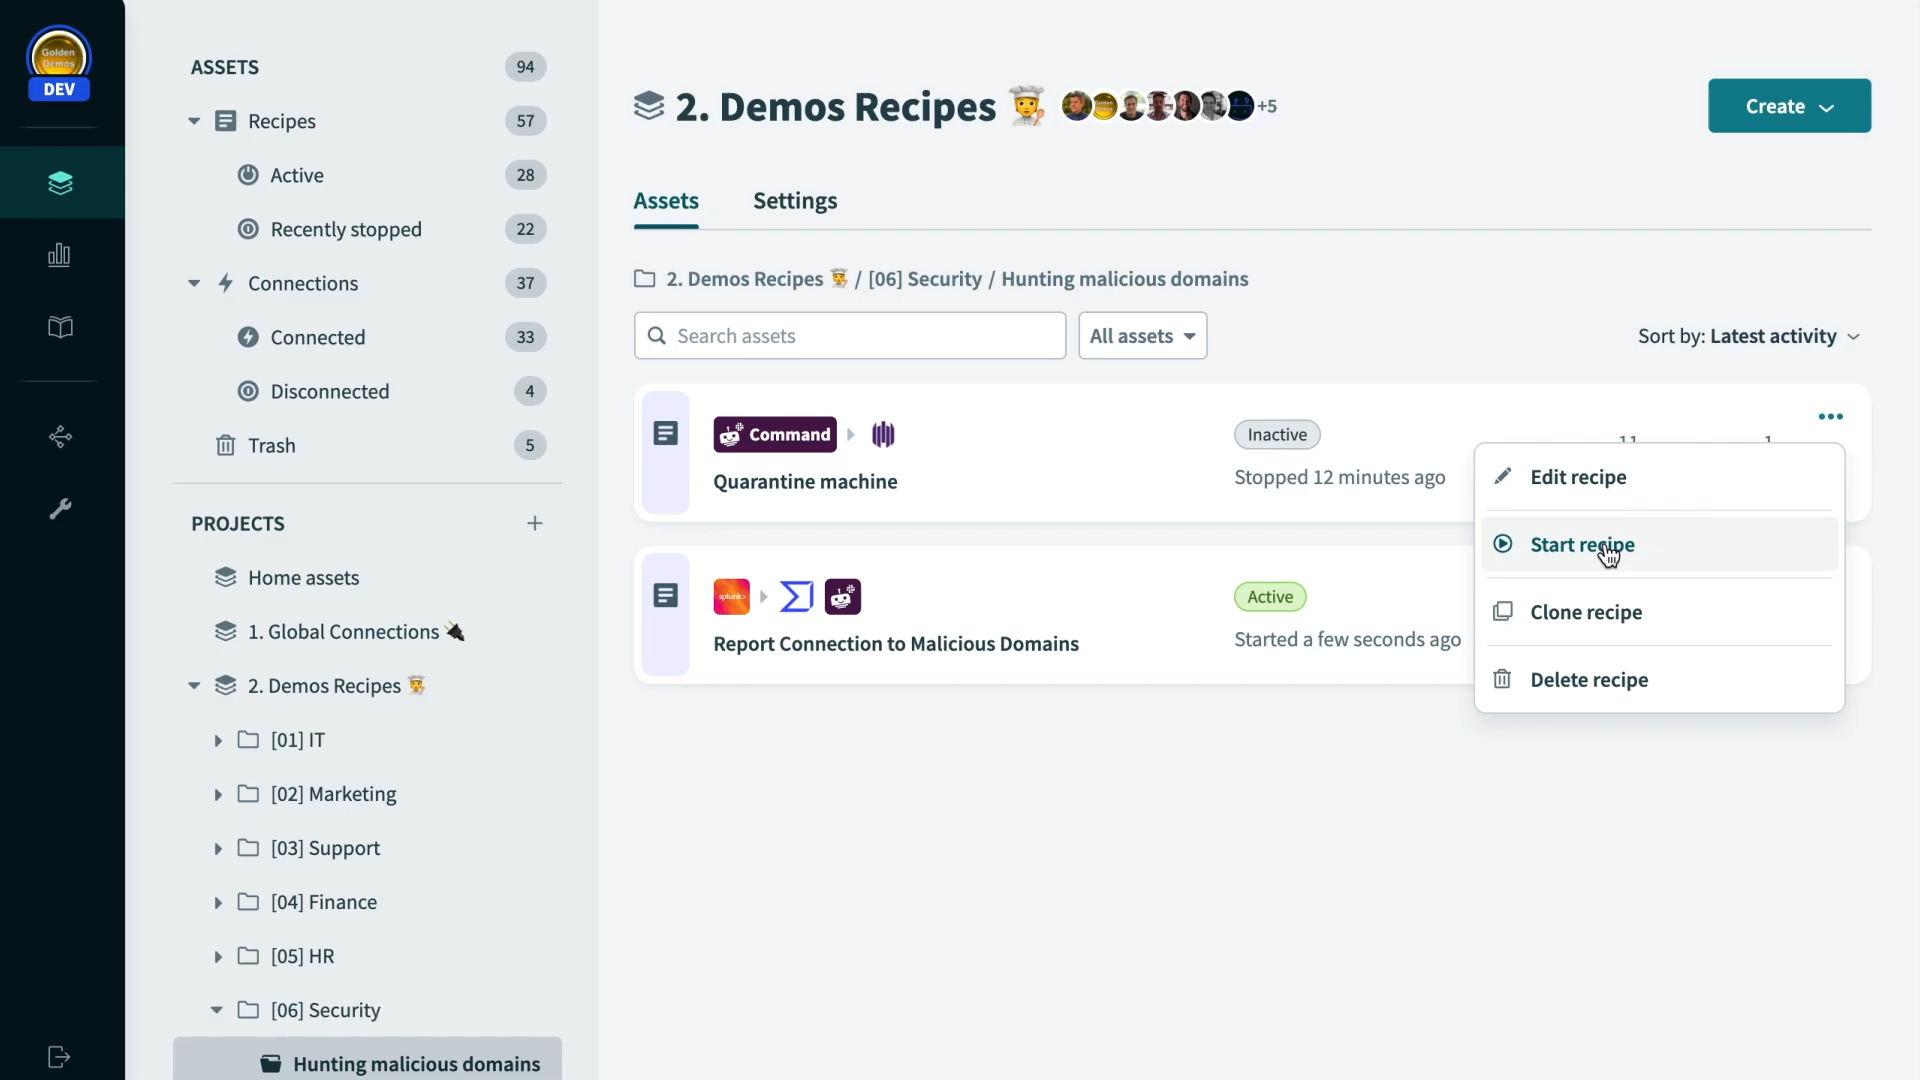 Golden
Demos
DEV
ASSETS 94
Recipes 57
Active 28
Recently stopped 22
Connections 37
Connected 33
Disconnected 4
Trash 5
PROJECTS
Home assets
1. Global Connections
2. Demos Recipes
[01] IT
[02] Marketing
[03] Support
[04] Finance
[05] HR
[06] Security
Hunting malicious domains
2. Demos Recipes +5
Create
Assets Settings
2. Demos Recipes / [06] Security / Hunting malicious domains
Search assets
All assets
Sort by: Latest activity
Command
Quarantine machine
Inactive
Stopped 12 minutes ago
splunk>
Report Connection to Malicious Domains
Active
Started a few seconds ago
Edit recipe
Start recipe
Clone recipe
Delete recipe